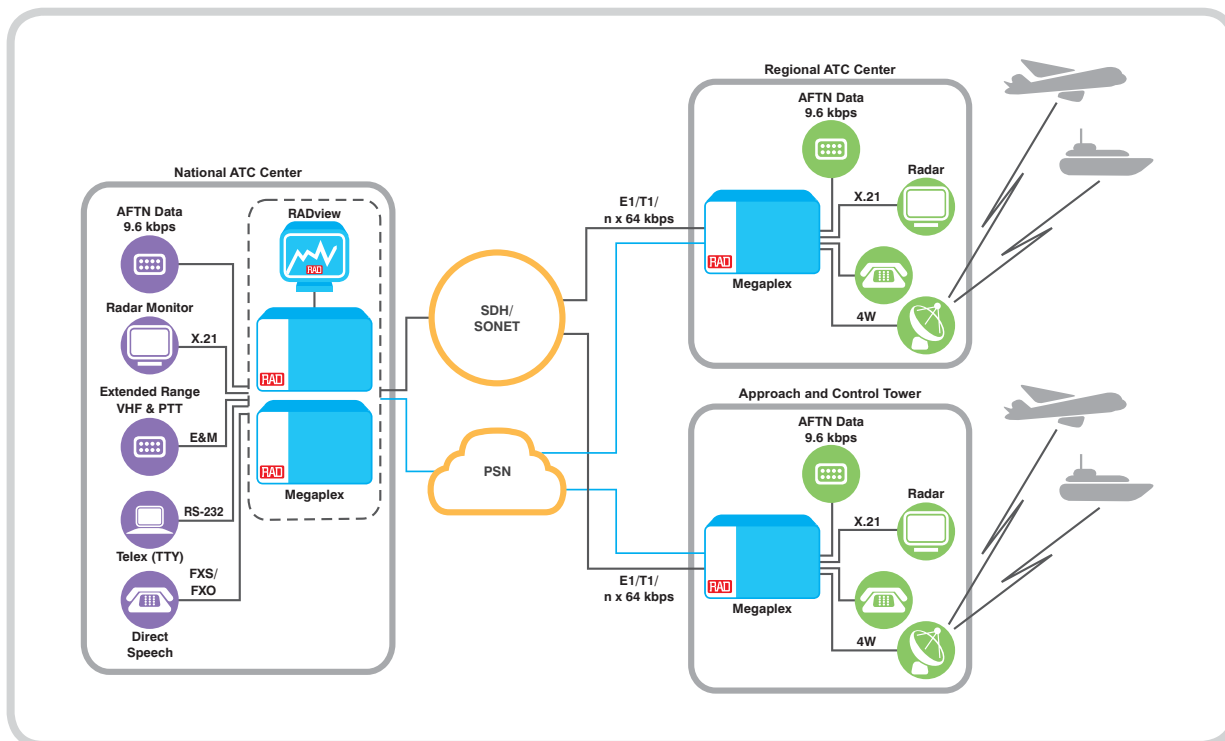 National ATC Center
AFTN Data
9.6 kbps
Radar Monitor
X.21
Extended Range
VHF & PTT
E&M
RS-232
Telex (TTY)
FXS/
FXO
Direct
Speech
RADview
RAD
RAD
RAD
Megaplex
SDH/
SONET
PSN
E1/T1/
n x 64 kbps
E1/T1/
n x 64 kbps
Regional ATC Center
AFTN Data
9.6 kbps
Radar
X.21
RAD
Megaplex
4W
Approach and Control Tower
AFTN Data
9.6 kbps
Radar
X.21
RAD
Megaplex
4W